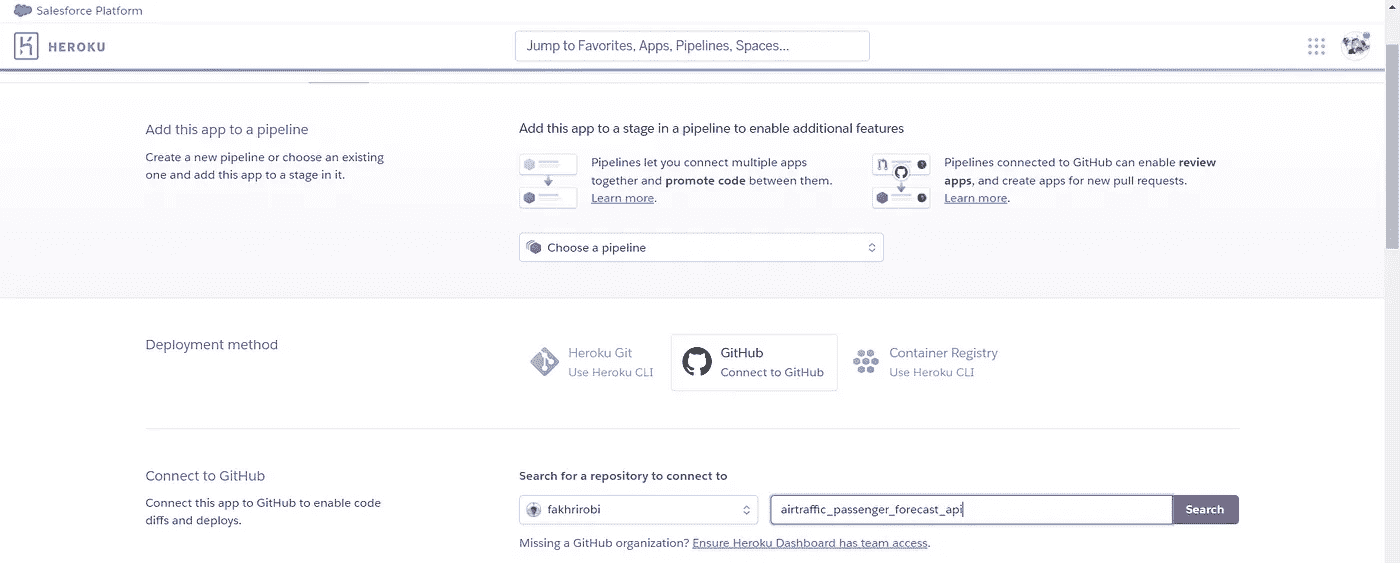 Salesforce Platform
HEROKU
Jump to Favorites, Apps, Pipelines, Spaces...
Add this app to a pipeline
Create a new pipeline or choose an existing
one and add this app to a stage in it.
Add this app to a stage in a pipeline to enable additional features
Pipelines let you connect multiple apps
together and promote code between them.
Learn more.
Pipelines connected to GitHub can enable review
apps, and create apps for new pull requests.
Learn more.
Choose a pipeline
Deployment method
Heroku Git
Use Heroku CLI
GitHub
Connect to GitHub
Container Registry
Use Heroku CLI
Connect to GitHub
Connect this app to GitHub to enable code
diffs and deploys.
Search for a repository to connect to
fakhrirobi
airtraffic_passenger_forecast_api
Search
Missing a GitHub organization? Ensure Heroku Dashboard has team access.